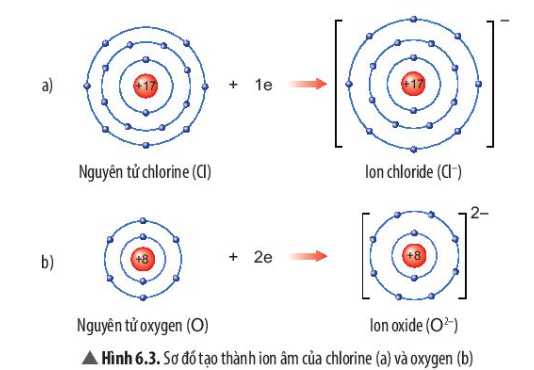 a) +17 + 1e +17 –
Nguyên tử chlorine (Cl) Ion chloride (Cl⁻)
b) +8 + 2e +8 2–
Nguyên tử oxygen (O) Ion oxide (O²⁻)
▲ Hình 6.3. Sơ đồ tạo thành ion âm của chlorine (a) và oxygen (b)